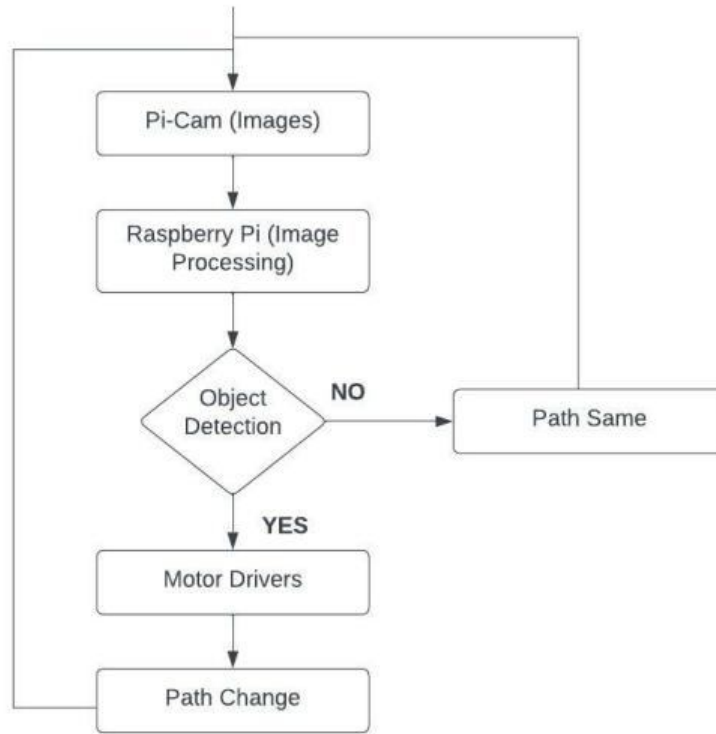 Pi-Cam (Images)
Raspberry Pi (Image
Processing)
Object
Detection
NO
Path Same
YES
Motor Drivers
Path Change